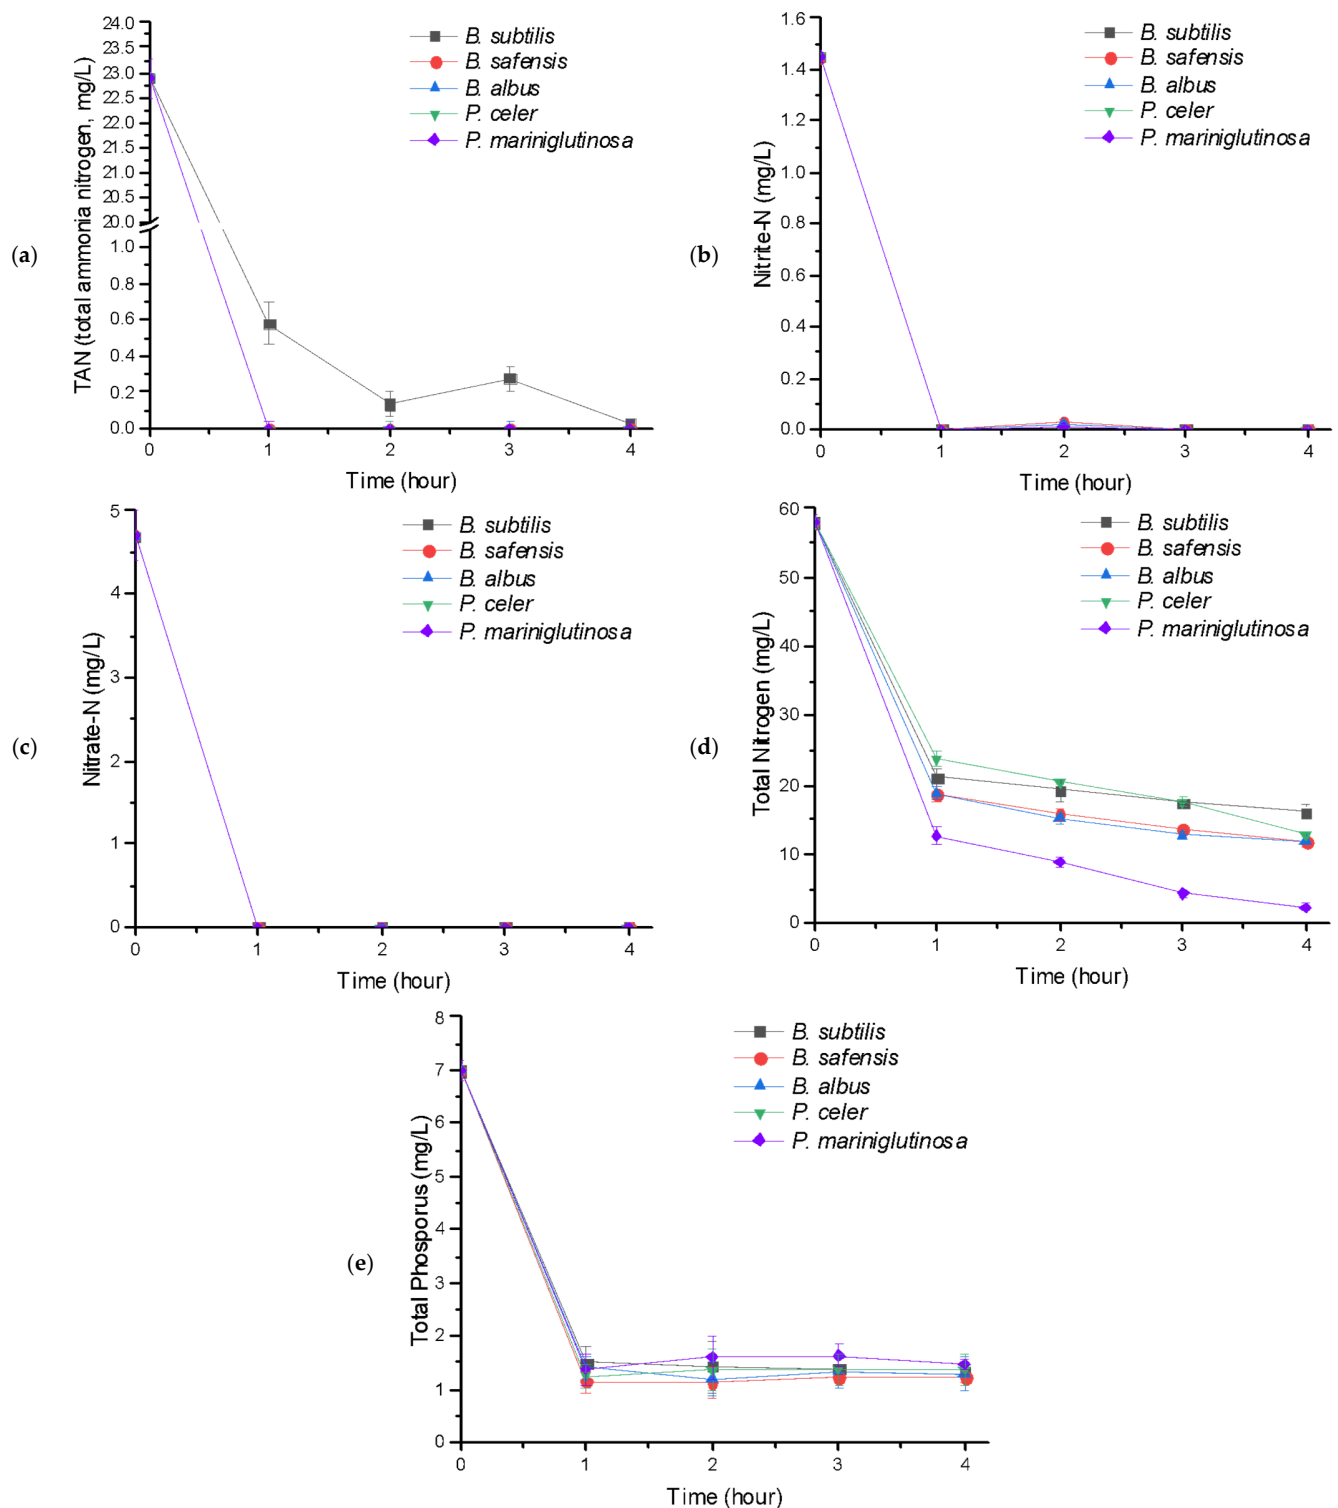 (a)
TAN (total ammonia nitrogen, mg/L)
24.0
23.5
23.0
22.5
22.0
21.5
21.0
20.5
20.0
1.0
0.8
0.6
0.4
0.2
0.0
0 1 2 3 4
Time (hour)
B. subtilis
B. safensis
B. albus
P. celer
P. mariniglutinosa
(b)
Nitrite-N (mg/L)
1.6
1.4
1.2
1.0
0.8
0.6
0.4
0.2
0.0
0 1 2 3 4
Time (hour)
B. subtilis
B. safensis
B. albus
P. celer
P. mariniglutinosa
(c)
Nitrate-N (mg/L)
5
4
3
2
1
0
0 1 2 3 4
Time (hour)
B. subtilis
B. safensis
B. albus
P. celer
P. mariniglutinosa
(d)
Total Nitrogen (mg/L)
60
50
40
30
20
10
0
0 1 2 3 4
Time (hour)
B. subtilis
B. safensis
B. albus
P. celer
P. mariniglutinosa
(e)
Total Phosporus (mg/L)
8
7
6
5
4
3
2
1
0
0 1 2 3 4
Time (hour)
B. subtilis
B. safensis
B. albus
P. celer
P. mariniglutinosa